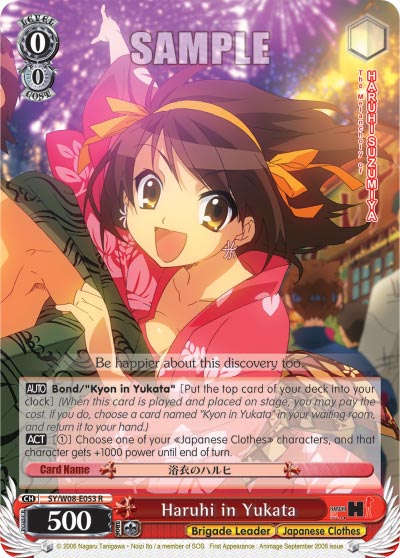 LEVEL
0
0
COST
SAMPLE
The Melancholy of
HARUHI SUZUMIYA
Be happier about this discovery too.
AUTO Bond/"Kyon in Yukata" [Put the top card of your deck into your
clock] (When this card is played and placed on stage, you may pay the
cost. If you do, choose a card named "Kyon in Yukata" in your waiting room,
and return it to your hand.)
ACT [①] Choose one of your «Japanese Clothes» characters, and that
character gets +1000 power until end of turn.
Card Name 浴衣のハルヒ
CH SY/W08-E053 R
500
Haruhi in Yukata
Brigade Leader Japanese Clothes
© 2006 Nagaru Tanigawa • Noizi Ito / a member of SOS. First Appearance : Animage September 2006 issue